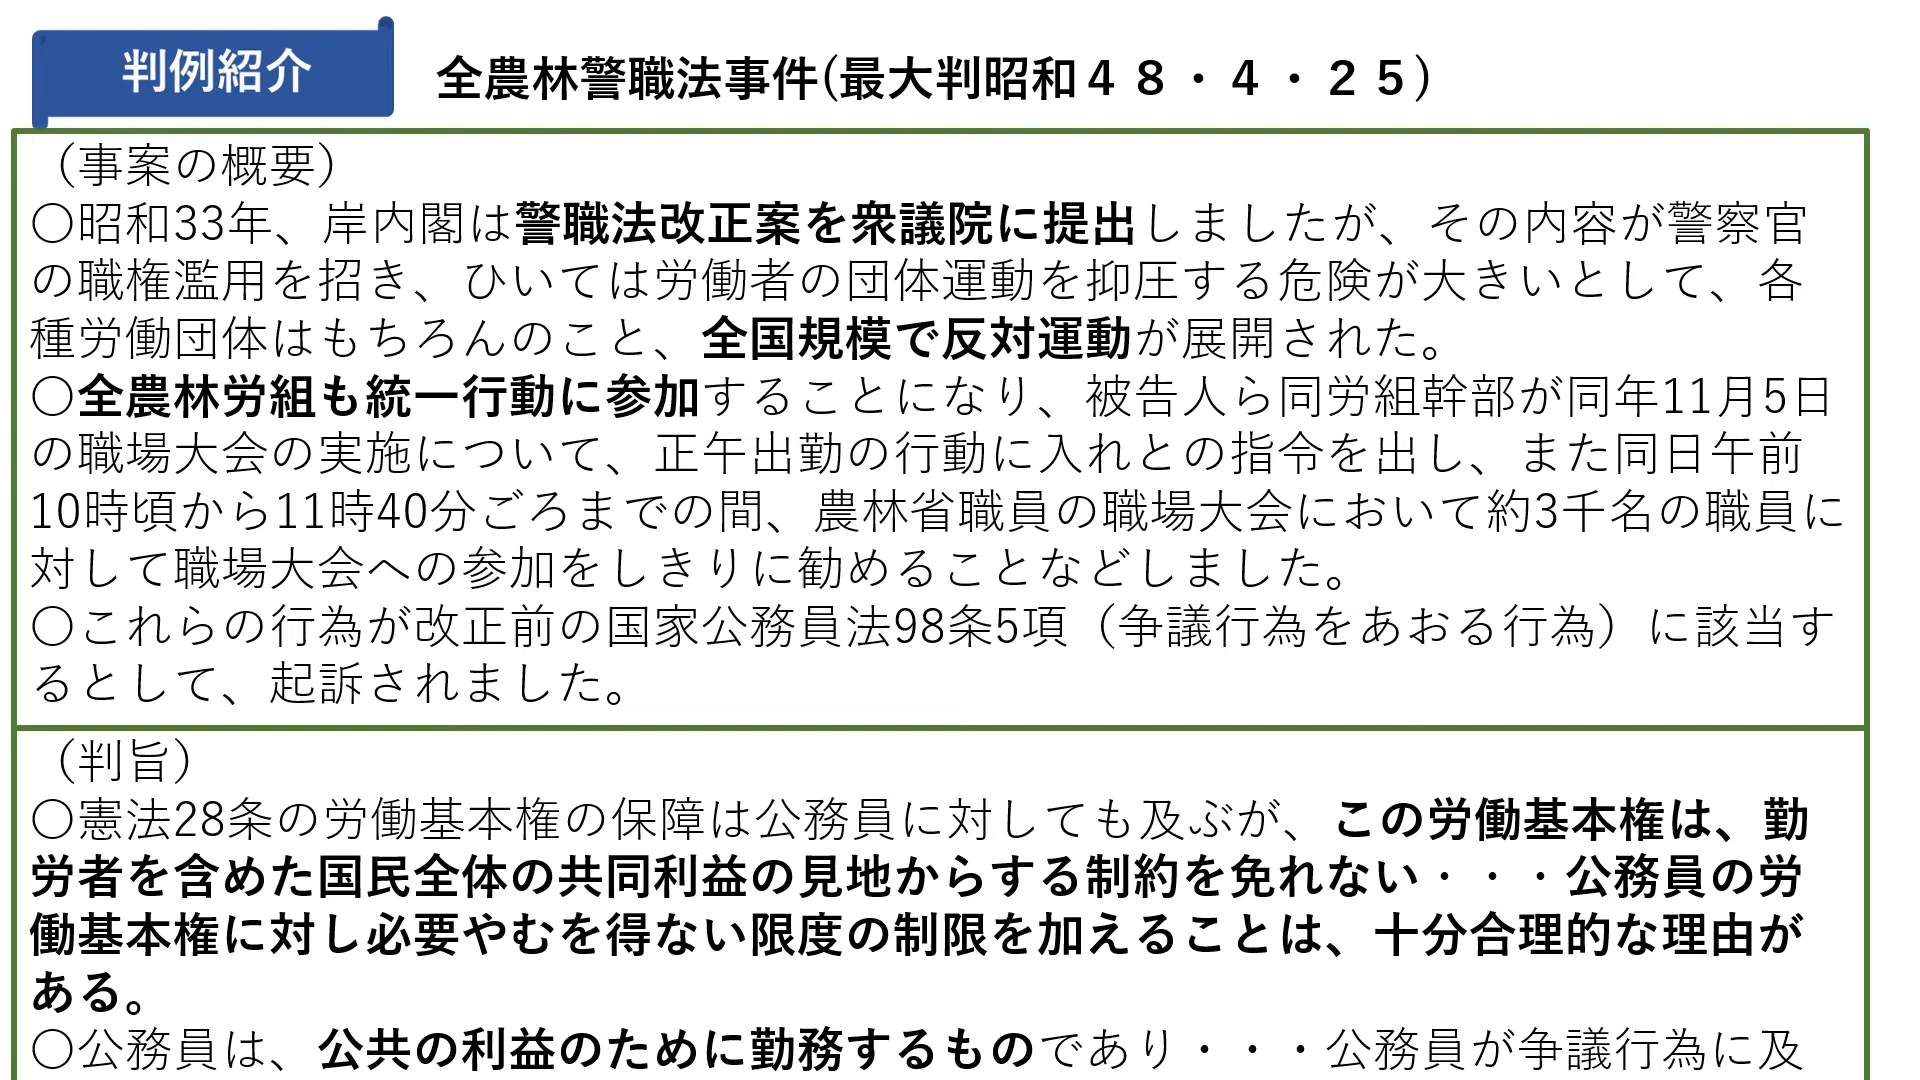 判例紹介
全農林警職法事件(最大判昭和４８・４・２５)
（事案の概要）
〇昭和33年、岸内閣は警職法改正案を衆議院に提出しましたが、その内容が警察官
の職権濫用を招き、ひいては労働者の団体運動を抑圧する危険が大きいとして、各
種労働団体はもちろんのこと、全国規模で反対運動が展開された。
〇全農林労組も統一行動に参加することになり、被告人ら同労組幹部が同年11月5日
の職場大会の実施について、正午出勤の行動に入れとの指令を出し、また同日午前
10時頃から11時40分ごろまでの間、農林省職員の職場大会において約3千名の職員に
対して職場大会への参加をしきりに勧めることなどしました。
〇これらの行為が改正前の国家公務員法98条5項（争議行為をあおる行為）に該当す
るとして、起訴されました。
（判旨）
〇憲法28条の労働基本権の保障は公務員に対しても及ぶが、この労働基本権は、勤
労者を含めた国民全体の共同利益の見地からする制約を免れない・・・公務員の労
働基本権に対し必要やむを得ない限度の制限を加えることは、十分合理的な理由が
ある。
〇公務員は、公共の利益のために勤務するものであり・・・公務員が争議行為に及